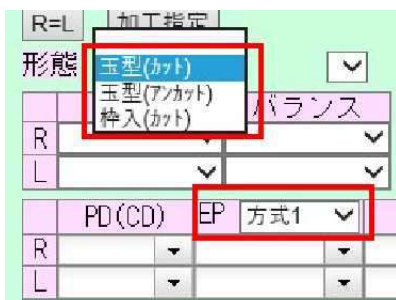 R=L 加工指定
形態
玉型(ｶｯﾄ)
玉型(ｱﾝｶｯﾄ)
枠入(ｶｯﾄ)
バランス
R
L
PD(CD) EP 方式1
R
L